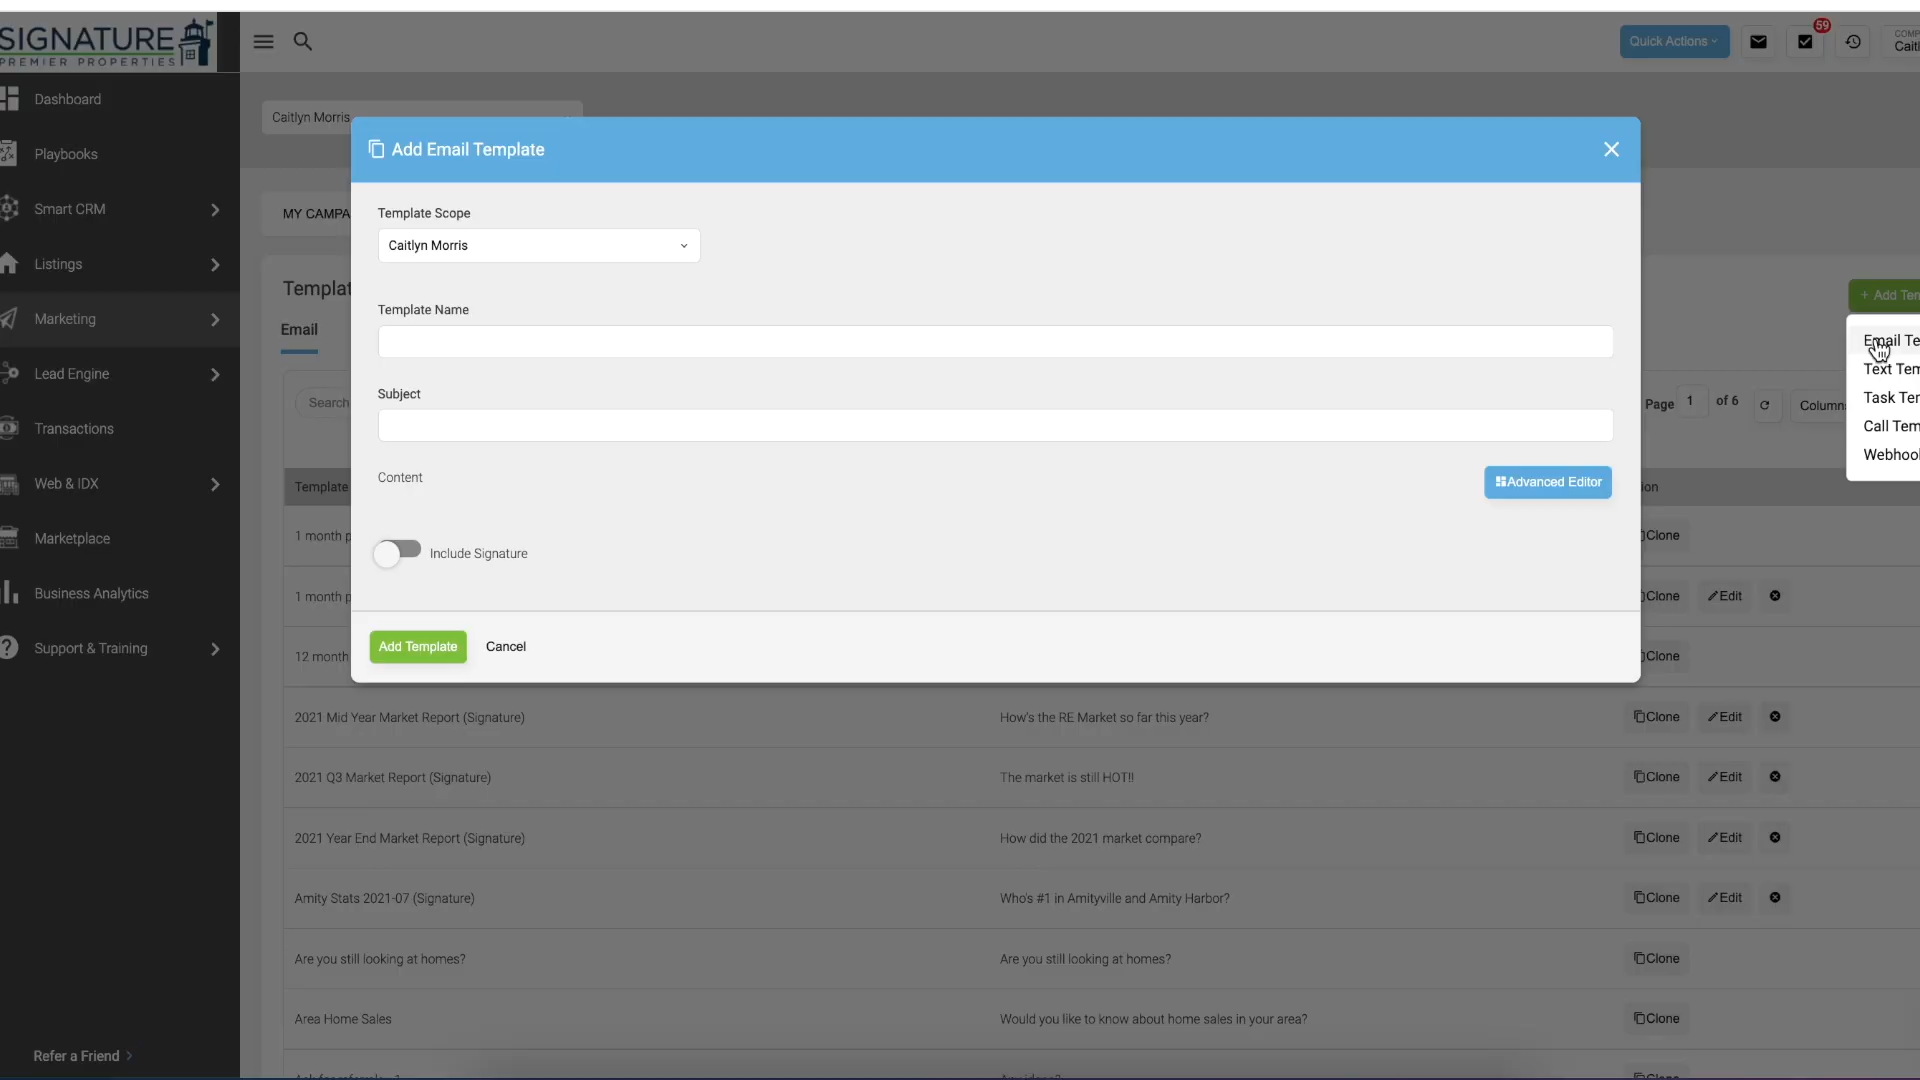 SIGNATURE
PREMIER PROPERTIES
Quick Actions
59
Caitlyn Morris
Dashboard
Playbooks
Smart CRM
Listings
Marketing
Lead Engine
Transactions
Web & IDX
Marketplace
Business Analytics
Support & Training
Refer a Friend
MY CAMPA
Templat
Email
Search
Template
1 month p
1 month p
12 month
Add Email Template
Template Scope
Caitlyn Morris
Template Name
Subject
Content
Advanced Editor
Include Signature
Add Template Cancel
+ Add Tem
Email Te
Text Tem
Task Te
Call Tem
Webhook
Page 1 of 6
Column
ion
Clone
Clone Edit
Clone
2021 Mid Year Market Report (Signature) How's the RE Market so far this year? Clone Edit
2021 Q3 Market Report (Signature) The market is still HOT!! Clone Edit
2021 Year End Market Report (Signature) How did the 2021 market compare? Clone Edit
Amity Stats 2021-07 (Signature) Who's #1 in Amityville and Amity Harbor? Clone Edit
Are you still looking at homes? Are you still looking at homes? Clone
Area Home Sales Would you like to know about home sales in your area? Clone